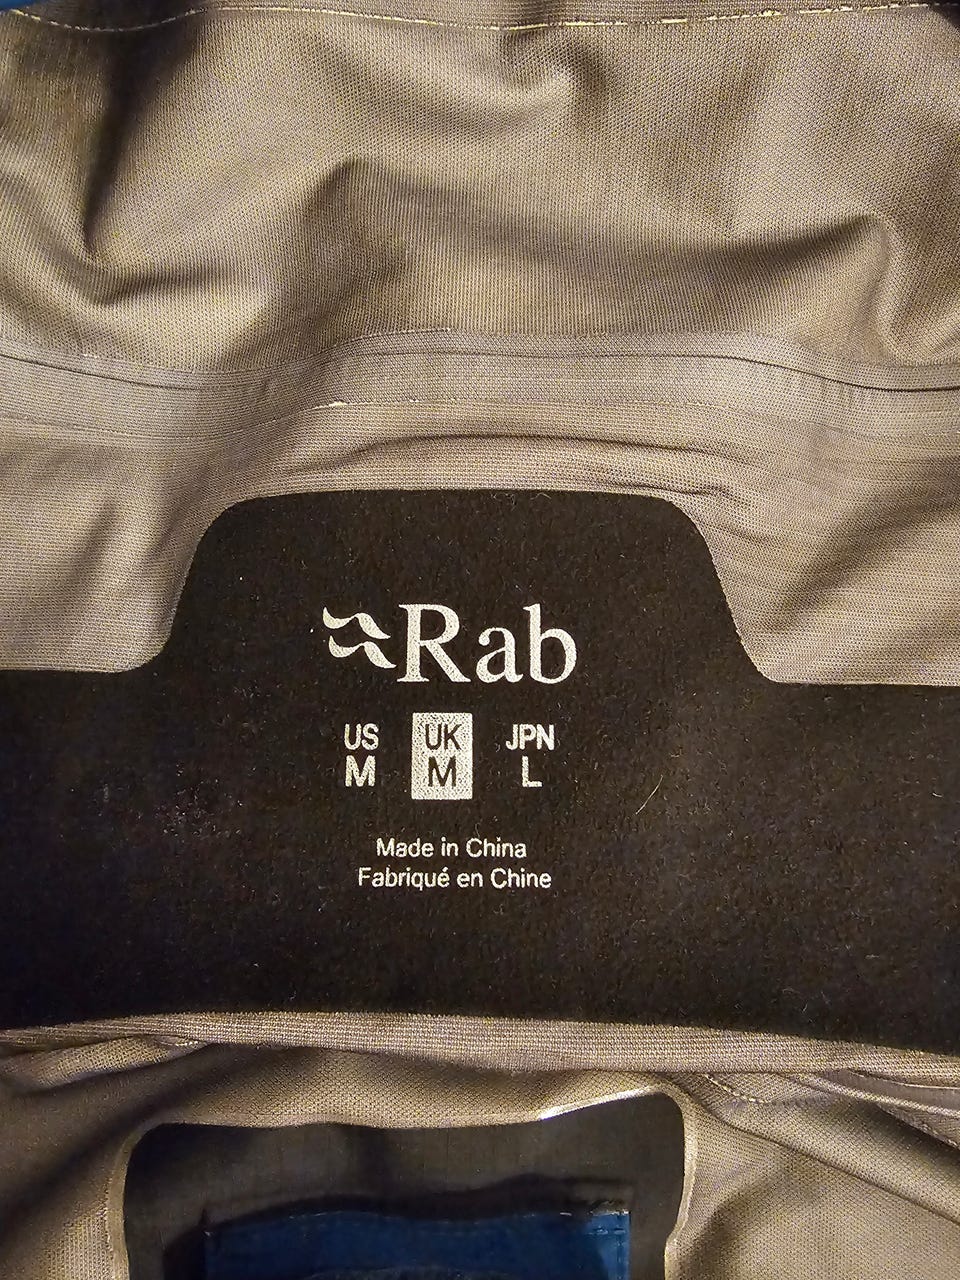 Rab
US UK JPN
M M L
Made in China
Fabriqué en Chine